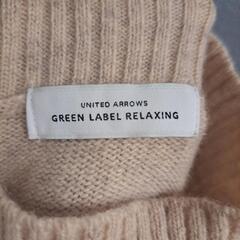 UNITED ARROWS
GREEN LABEL RELAXING